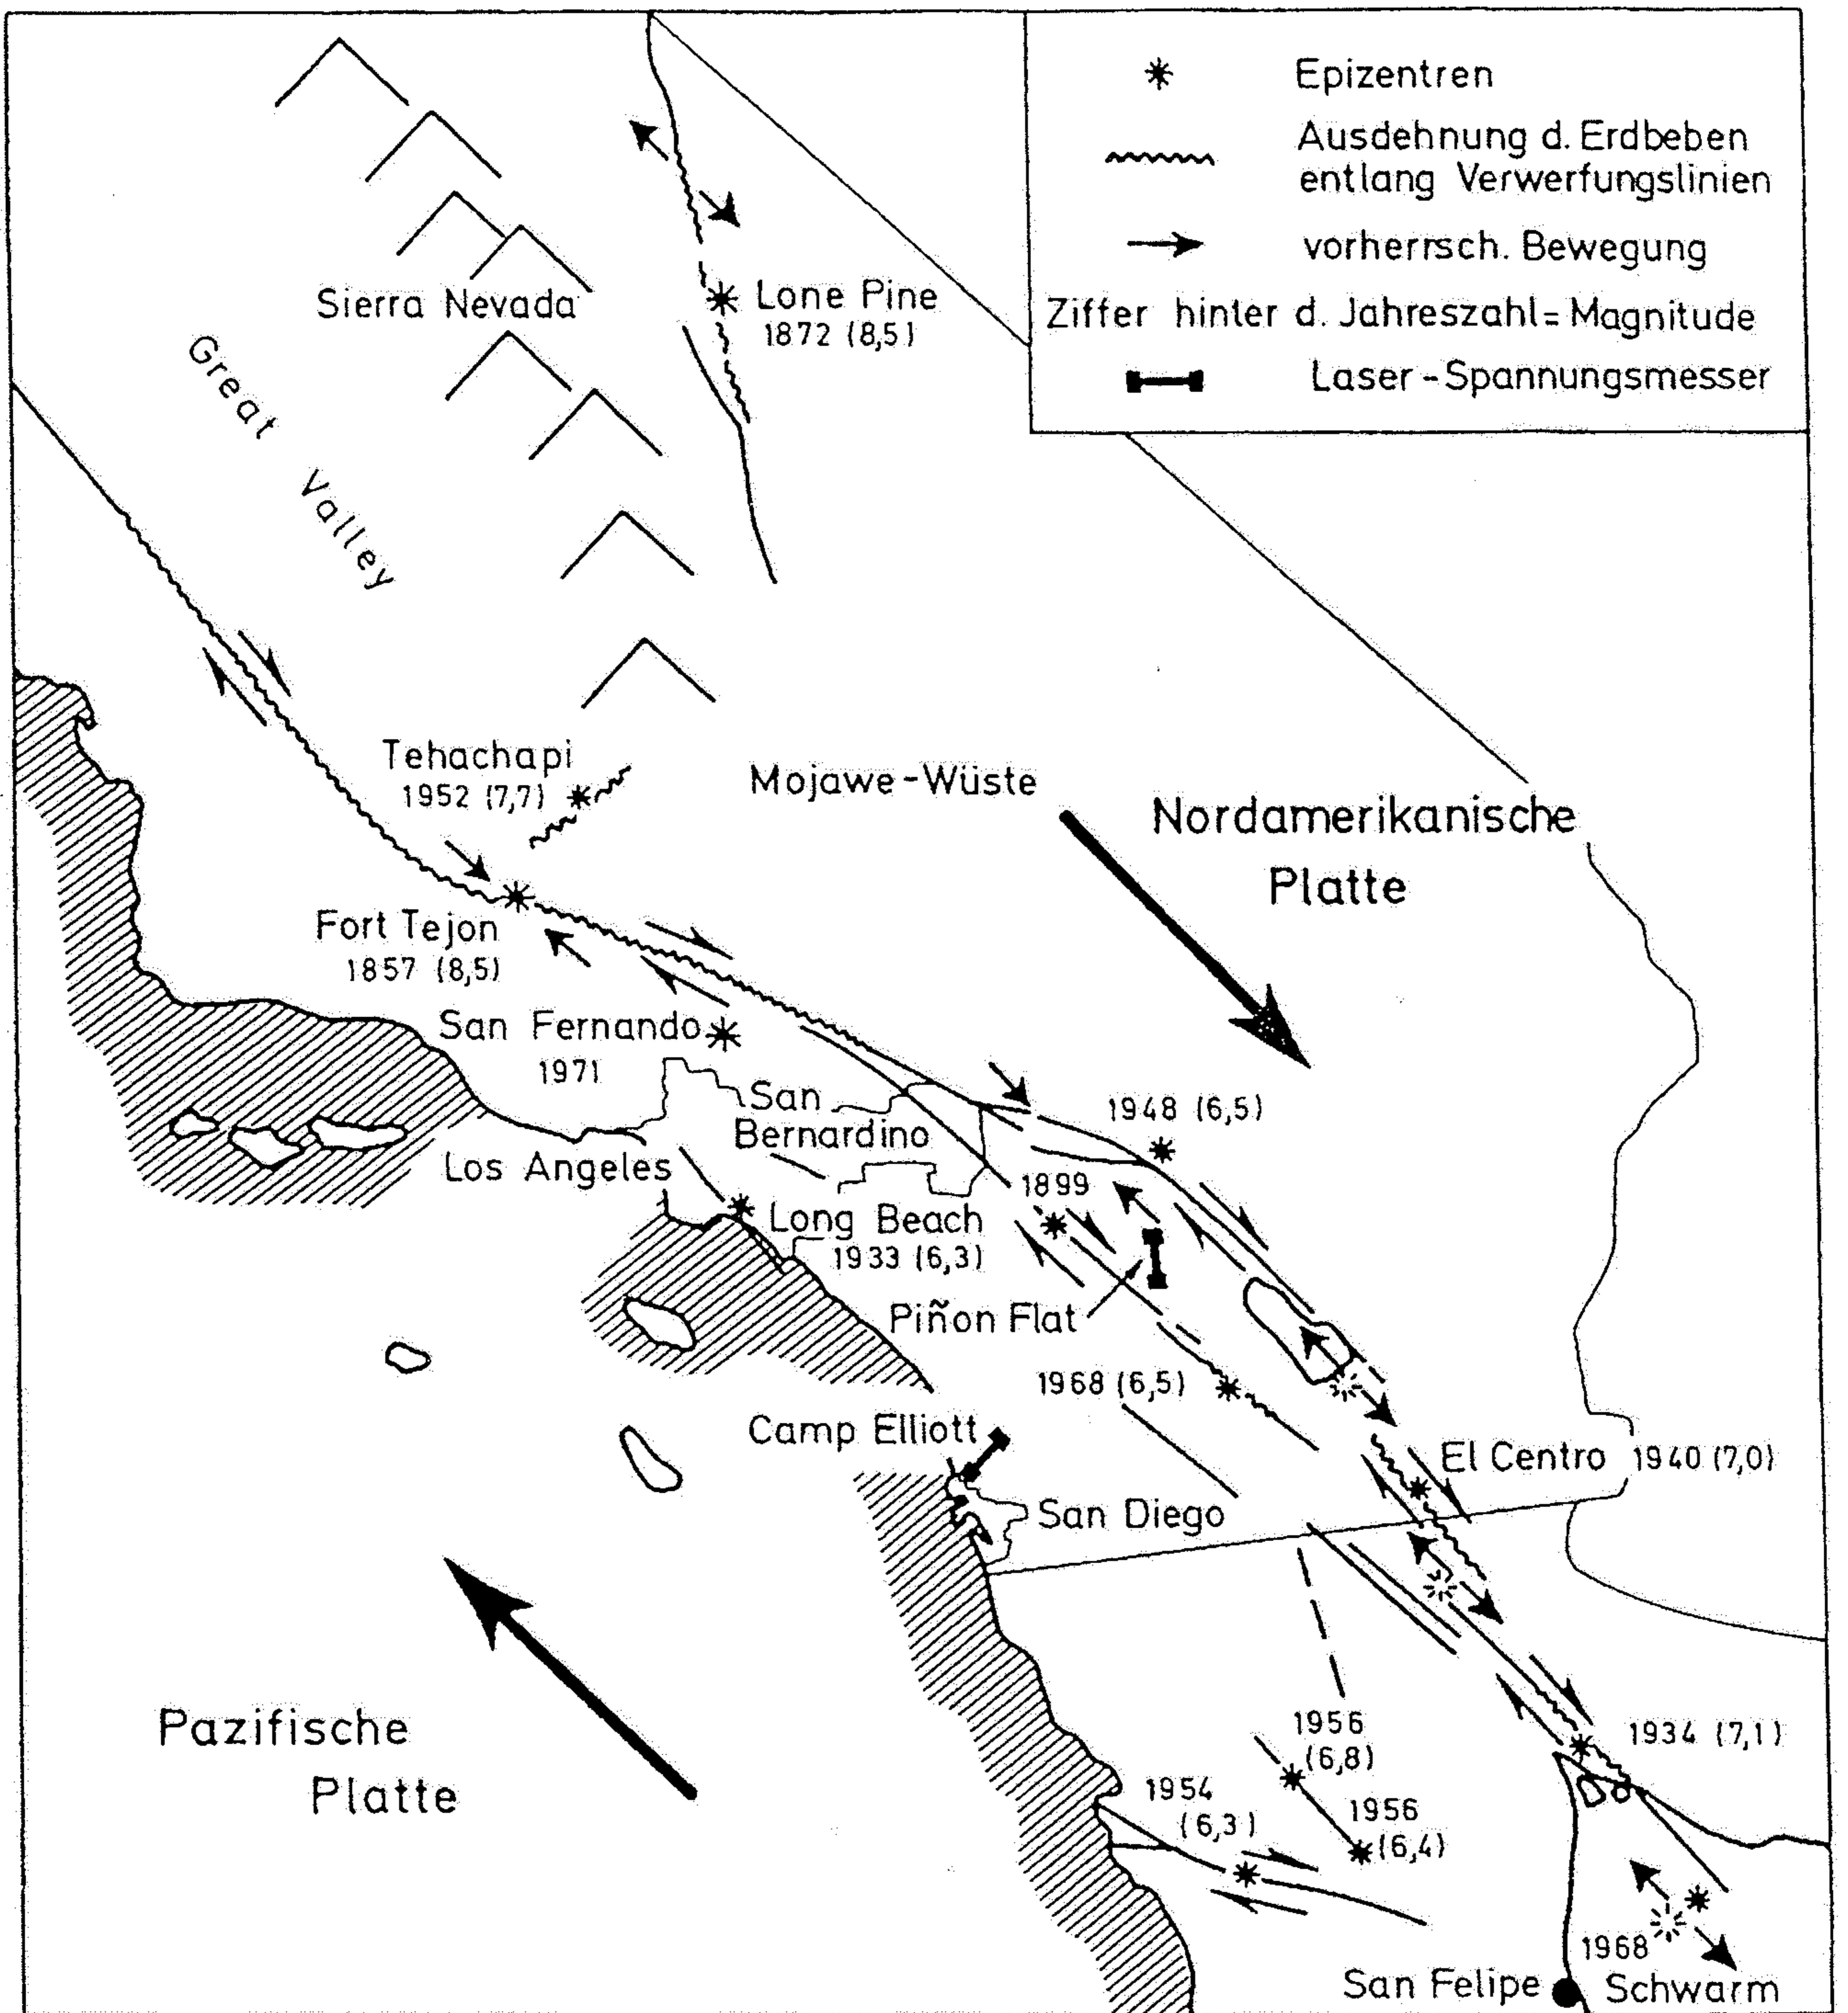 Epizentren
Ausdehnung d. Erdbeben
entlang Verwerfungslinien
vorherrsch. Bewegung
Ziffer hinter d. Jahreszahl = Magnitude
Laser-Spannungsmesser
Sierra Nevada
Lone Pine
1872 (8,5)
Great Valley
Tehachapi
1952 (7,7)
Mojawe-Wüste
Nordamerikanische
Platte
Fort Tejon
1857 (8,5)
San Fernando
1971
San
Bernardino
1948 (6,5)
Los Angeles
1899
Long Beach
1933 (6,3)
Piñon Flat
1968 (6,5)
Camp Elliott
El Centro 1940 (7,0)
San Diego
Pazifische
Platte
1956
(6,8)
1934 (7,1)
1954
(6,3)
1956
(6,4)
1968
San Felipe
Schwarm